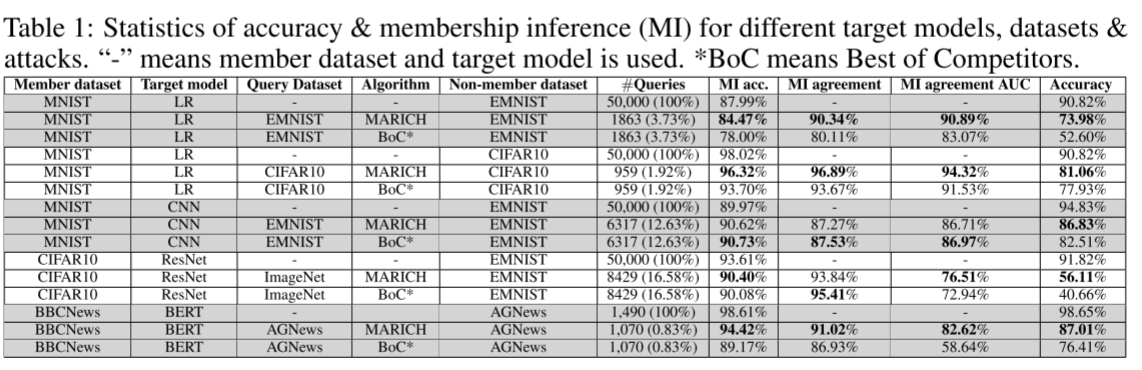 Table 1: Statistics of accuracy & membership inference (MI) for different target models, datasets &
attacks. “-” means member dataset and target model is used. *BoC means Best of Competitors.
Member dataset Target model Query Dataset Algorithm Non-member dataset #Queries MI acc. MI agreement MI agreement AUC Accuracy
MNIST LR - - EMNIST 50,000 (100%) 87.99% - - 90.82%
MNIST LR EMNIST MARICH EMNIST 1863 (3.73%) 84.47% 90.34% 90.89% 73.98%
MNIST LR EMNIST BoC* EMNIST 1863 (3.73%) 78.00% 80.11% 83.07% 52.60%
MNIST LR - - CIFAR10 50,000 (100%) 98.02% - - 90.82%
MNIST LR CIFAR10 MARICH CIFAR10 959 (1.92%) 96.32% 96.89% 94.32% 81.06%
MNIST LR CIFAR10 BoC* CIFAR10 959 (1.92%) 93.70% 93.67% 91.53% 77.93%
MNIST CNN - - EMNIST 50,000 (100%) 89.97% - - 94.83%
MNIST CNN EMNIST MARICH EMNIST 6317 (12.63%) 90.62% 87.27% 86.71% 86.83%
MNIST CNN EMNIST BoC* EMNIST 6317 (12.63%) 90.73% 87.53% 86.97% 82.51%
CIFAR10 ResNet - - EMNIST 50,000 (100%) 93.61% - - 91.82%
CIFAR10 ResNet ImageNet MARICH EMNIST 8429 (16.58%) 90.40% 93.84% 76.51% 56.11%
CIFAR10 ResNet ImageNet BoC* EMNIST 8429 (16.58%) 90.08% 95.41% 72.94% 40.66%
BBCNews BERT - - AGNews 1,490 (100%) 98.61% - - 98.65%
BBCNews BERT AGNews MARICH AGNews 1,070 (0.83%) 94.42% 91.02% 82.62% 87.01%
BBCNews BERT AGNews BoC* AGNews 1,070 (0.83%) 89.17% 86.93% 58.64% 76.41%